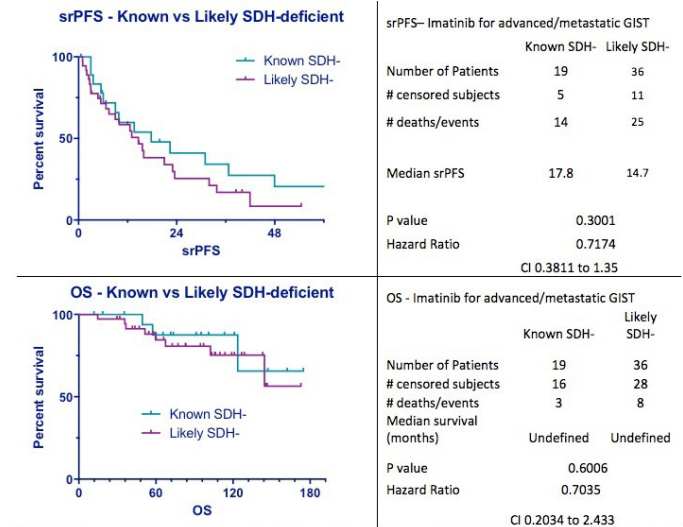 srPFS - Known vs Likely SDH-deficient
Percent survival
100
50
0
0 24 48
srPFS
Known SDH-
Likely SDH-
srPFS– Imatinib for advanced/metastatic GIST
Known SDH- Likely SDH-
Number of Patients 19 36
# censored subjects 5 11
# deaths/events 14 25
Median srPFS 17.8 14.7
P value 0.3001
Hazard Ratio 0.7174
CI 0.3811 to 1.35
OS - Known vs Likely SDH-deficient
Percent survival
100
50
0
0 60 120 180
OS
Known SDH-
Likely SDH-
OS - Imatinib for advanced/metastatic GIST
Likely
Known SDH- SDH-
Number of Patients 19 36
# censored subjects 16 28
# deaths/events 3 8
Median survival
(months) Undefined Undefined
P value 0.6006
Hazard Ratio 0.7035
CI 0.2034 to 2.433